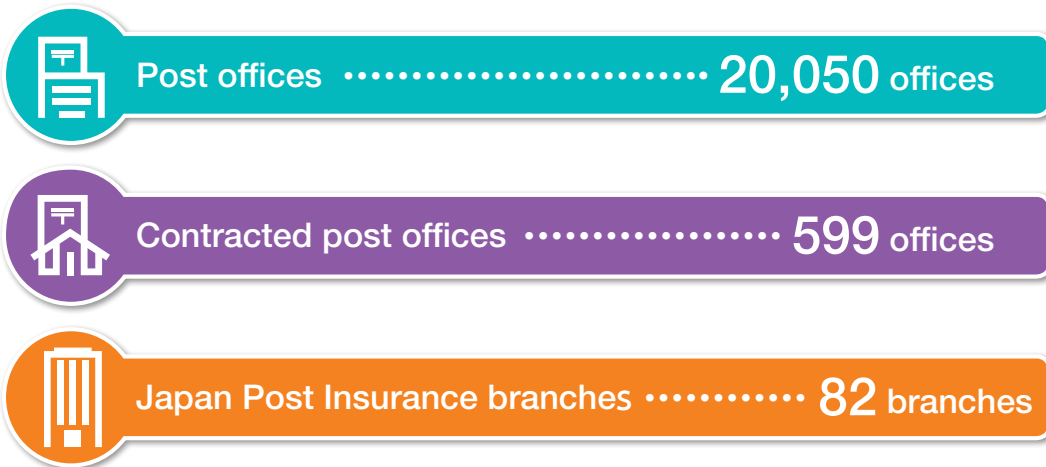 〒
Post offices ··························· 20,050 offices
〒
Contracted post offices ··················· 599 offices
Japan Post Insurance branches ············ 82 branches